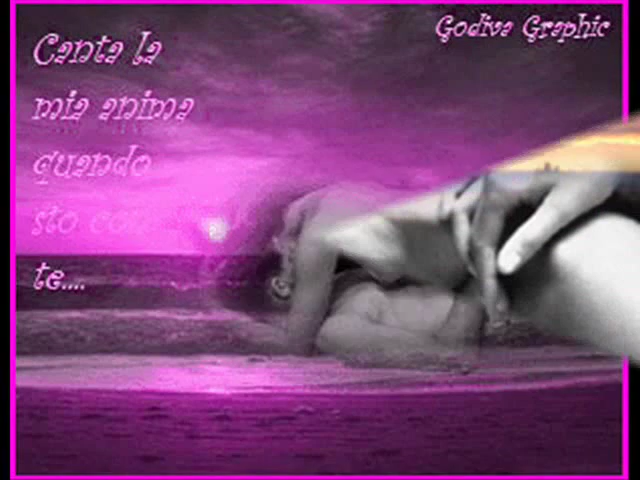 Godiva Graphic
Canta la
mia anima
quando
sto con
te....